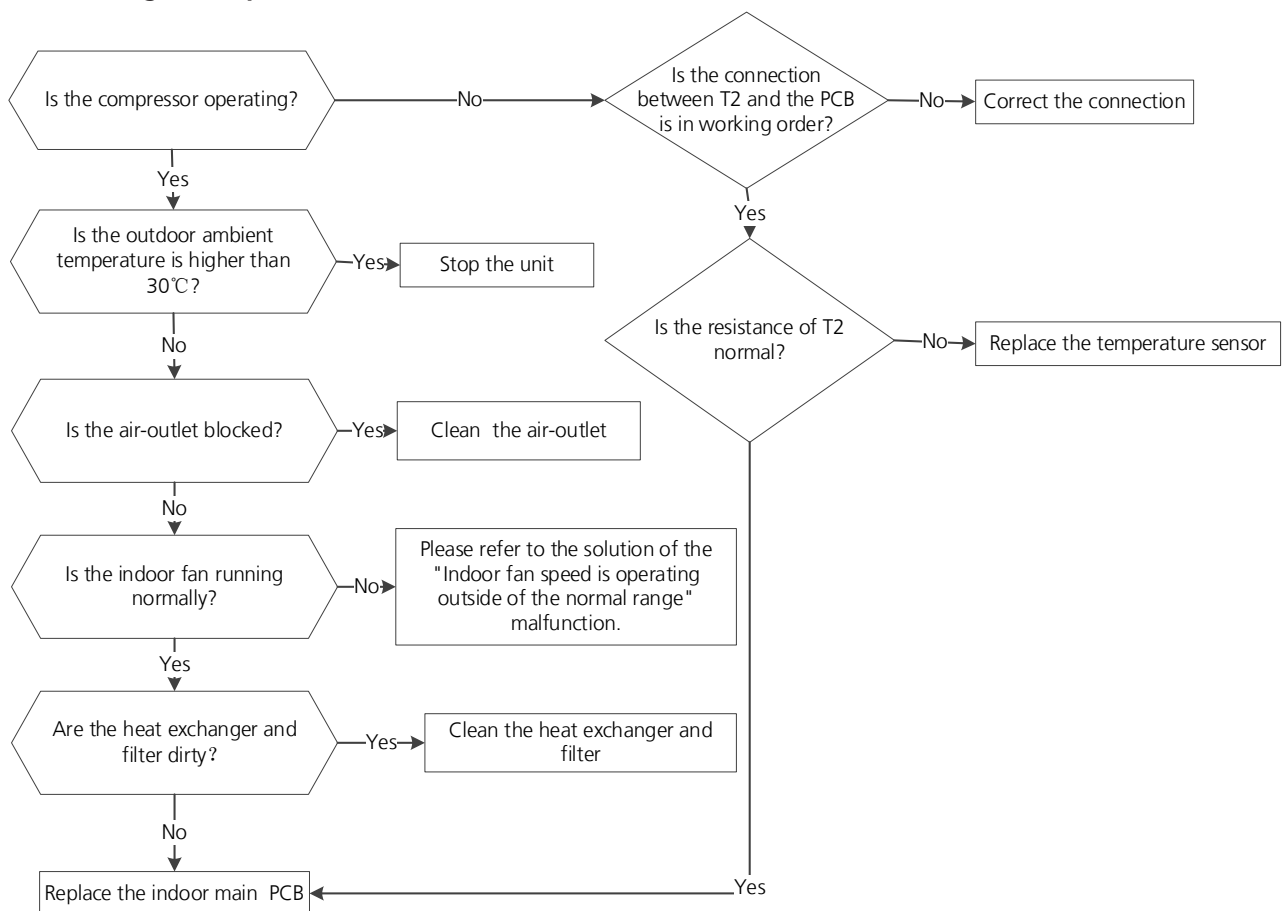 Is the compressor operating?
No
Is the connection
between T2 and the PCB
is in working order?
No
Correct the connection
Yes
Yes
Is the outdoor ambient
temperature is higher than
30℃?
Yes
Stop the unit
No
Is the resistance of T2
normal?
No
Replace the temperature sensor
Is the air-outlet blocked?
Yes
Clean the air-outlet
No
Is the indoor fan running
normally?
No
Please refer to the solution of the
"Indoor fan speed is operating
outside of the normal range"
malfunction.
Yes
Are the heat exchanger and
filter dirty?
Yes
Clean the heat exchanger and
filter
No
Replace the indoor main PCB
Yes